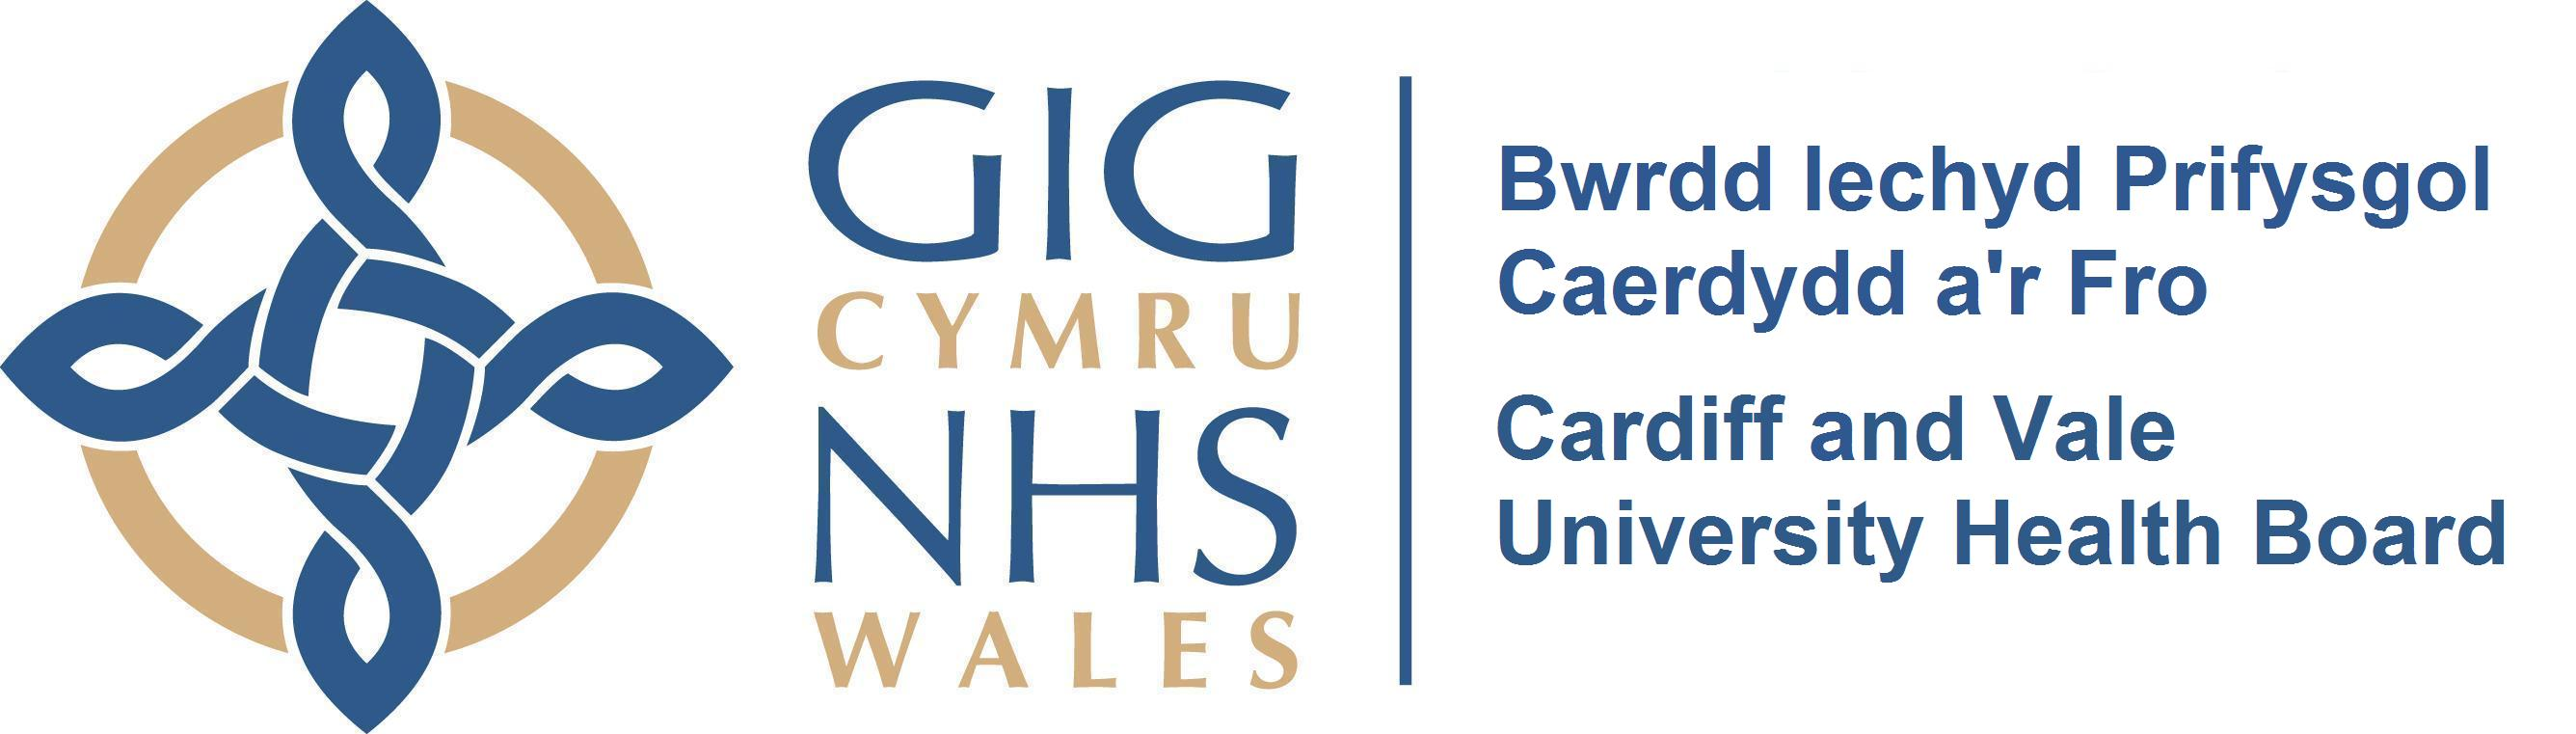 GIG
CYMRU
NHS
WALES
Bwrdd Iechyd Prifysgol
Caerdydd a'r Fro
Cardiff and Vale
University Health Board